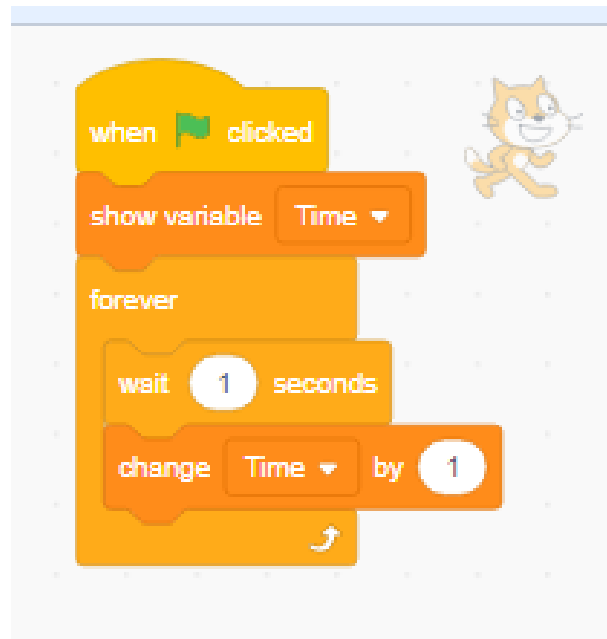 when clicked
show variable Time
forever
wait 1 seconds
change Time by 1